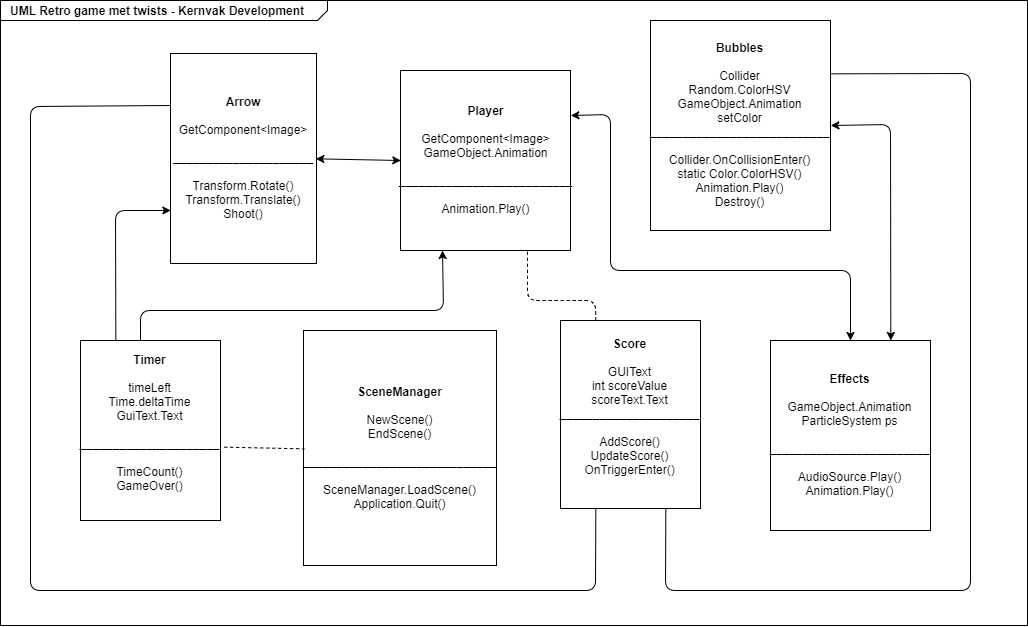 UML Retro game met twists - Kernvak Development
Arrow
GetComponent<Image>
Transform.Rotate()
Transform.Translate()
Shoot()
Player
GetComponent<Image>
GameObject.Animation
Animation.Play()
Bubbles
Collider
Random.ColorHSV
GameObject.Animation
setColor
Collider.OnCollisionEnter()
static Color.ColorHSV()
Animation.Play()
Destroy()
Timer
timeLeft
Time.deltaTime
GuiText.Text
TimeCount()
GameOver()
SceneManager
NewScene()
EndScene()
SceneManager.LoadScene()
Application.Quit()
Score
GUIText
int scoreValue
scoreText.Text
AddScore()
UpdateScore()
OnTriggerEnter()
Effects
GameObject.Animation
ParticleSystem ps
AudioSource.Play()
Animation.Play()